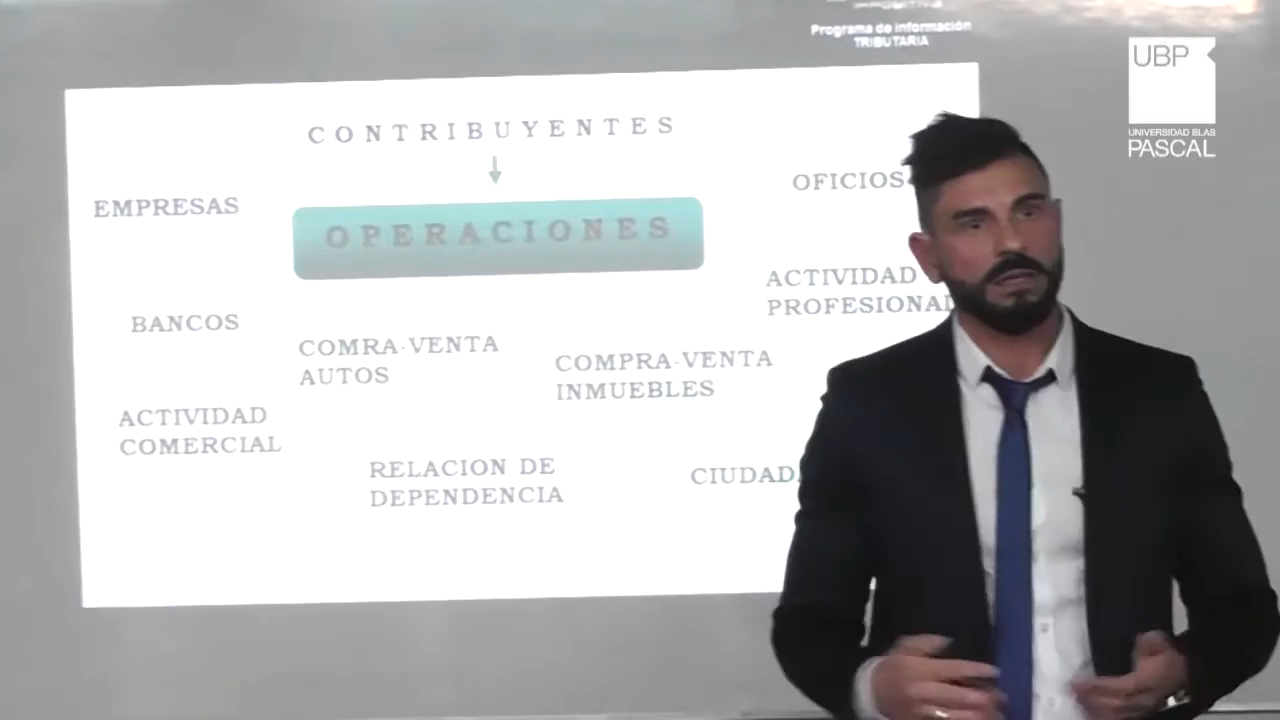 Programa de información
TRIBUTARIA
UBP
UNIVERSIDAD BLAS
PASCAL
CONTRIBUYENTES
OFICIOS
EMPRESAS
OPERACIONES
ACTIVIDAD
PROFESIONAL
BANCOS
COMRA-VENTA
AUTOS
COMPRA-VENTA
INMUEBLES
ACTIVIDAD
COMERCIAL
RELACION DE
DEPENDENCIA